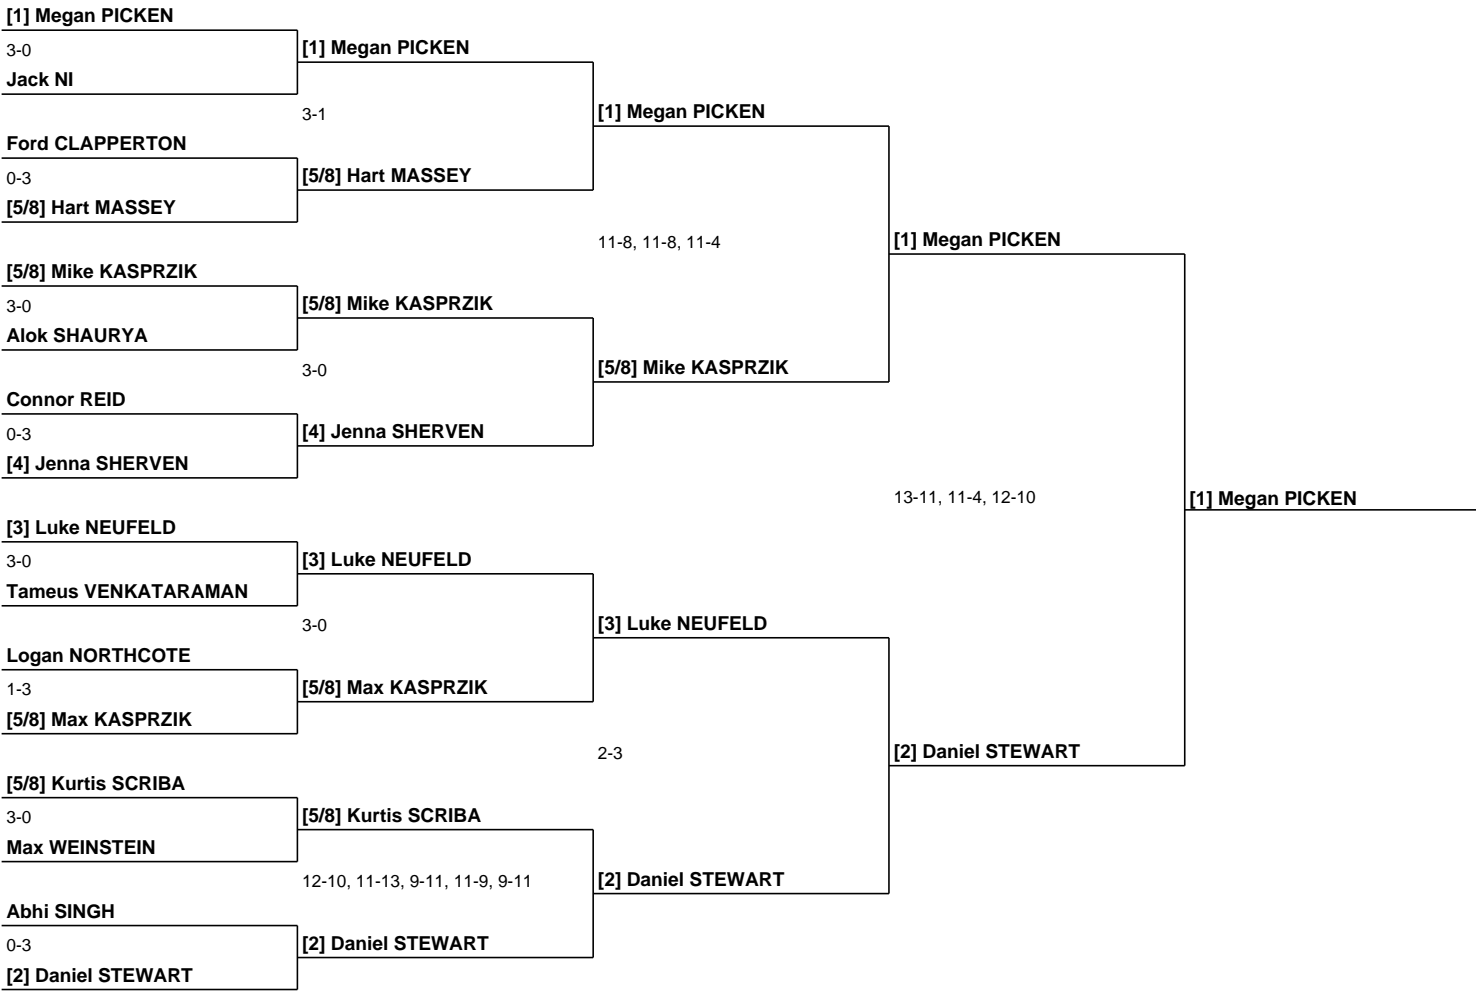 [1] Megan PICKEN
3-0
Jack NI
Ford CLAPPERTON
0-3
[5/8] Hart MASSEY
[5/8] Mike KASPRZIK
3-0
Alok SHAURYA
Connor REID
0-3
[4] Jenna SHERVEN
[3] Luke NEUFELD
3-0
Tameus VENKATARAMAN
Logan NORTHCOTE
1-3
[5/8] Max KASPRZIK
[5/8] Kurtis SCRIBA
3-0
Max WEINSTEIN
Abhi SINGH
0-3
[2] Daniel STEWART
[1] Megan PICKEN
3-1
[5/8] Hart MASSEY
[5/8] Mike KASPRZIK
3-0
[4] Jenna SHERVEN
[3] Luke NEUFELD
3-0
[5/8] Max KASPRZIK
[5/8] Kurtis SCRIBA
12-10, 11-13, 9-11, 11-9, 9-11
[2] Daniel STEWART
[1] Megan PICKEN
11-8, 11-8, 11-4
[5/8] Mike KASPRZIK
[3] Luke NEUFELD
2-3
[2] Daniel STEWART
[1] Megan PICKEN
13-11, 11-4, 12-10
[2] Daniel STEWART
[1] Megan PICKEN